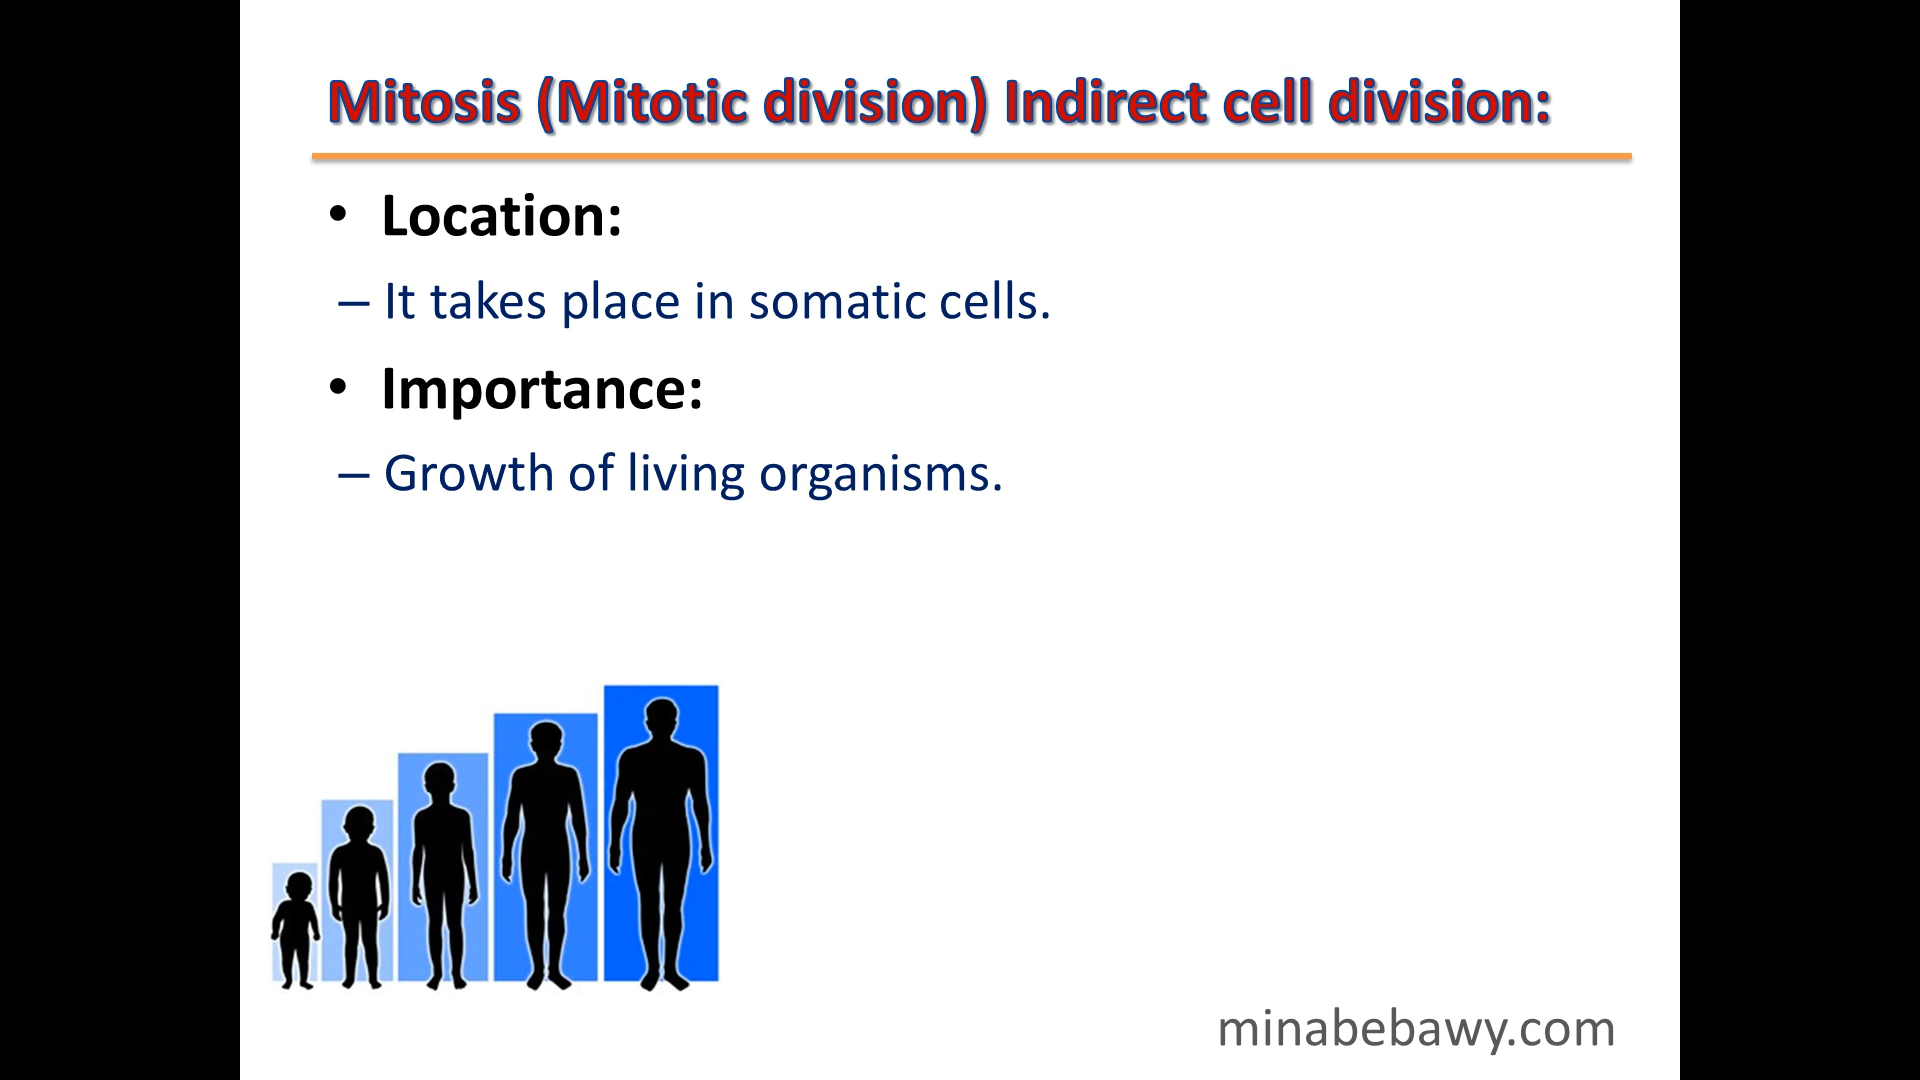 Mitosis (Mitotic division) Indirect cell division:
• Location:
– It takes place in somatic cells.
• Importance:
– Growth of living organisms.
minabebawy.com